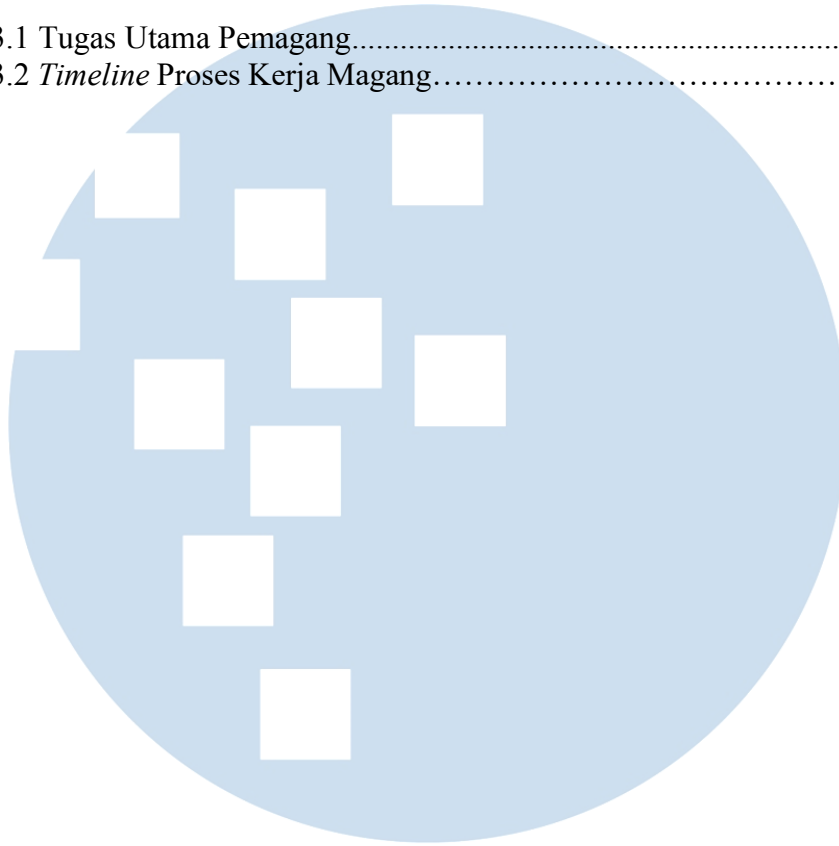 3.1 Tugas Utama Pemagang.......................................................................
3.2 Timeline Proses Kerja Magang…………………………………